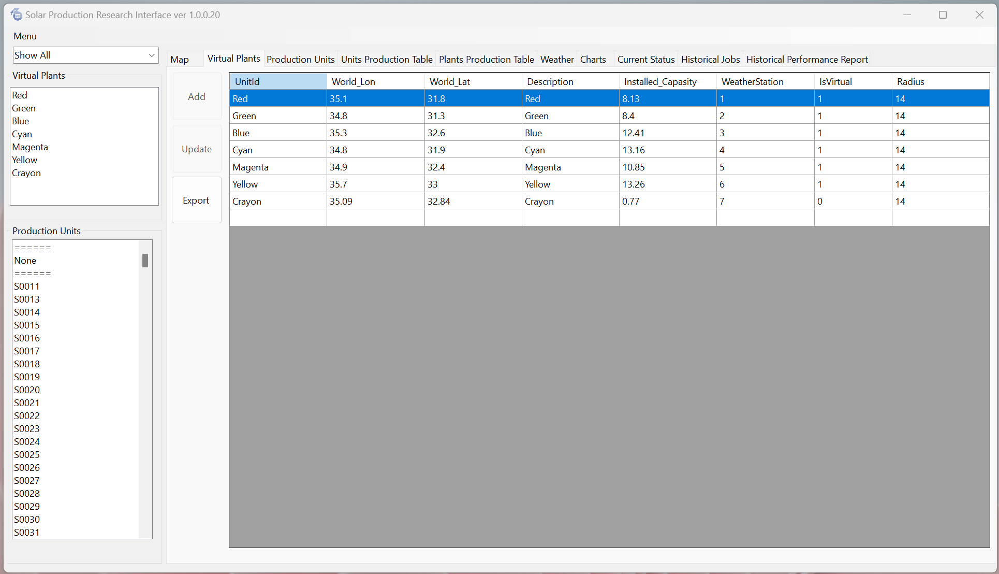 Solar Production Research Interface ver 1.0.0.20
Menu
Show All
Virtual Plants
Red
Green
Blue
Cyan
Magenta
Yellow
Crayon
Production Units
======
None
======
S0011
S0013
S0014
S0015
S0016
S0017
S0018
S0019
S0020
S0021
S0022
S0023
S0024
S0025
S0026
S0027
S0028
S0029
S0030
S0031
Map Virtual Plants Production Units Units Production Table Plants Production Table Weather Charts Current Status Historical Jobs Historical Performance Report
Add
Update
Export
UnitId World_Lon World_Lat Description Installed_Capasity WeatherStation IsVirtual Radius
Red 35.1 31.8 Red 8.13 1 1 14
Green 34.8 31.3 Green 8.4 2 1 14
Blue 35.3 32.6 Blue 12.41 3 1 14
Cyan 34.8 31.9 Cyan 13.16 4 1 14
Magenta 34.9 32.4 Magenta 10.85 5 1 14
Yellow 35.7 33 Yellow 13.26 6 1 14
Crayon 35.09 32.84 Crayon 0.77 7 0 14